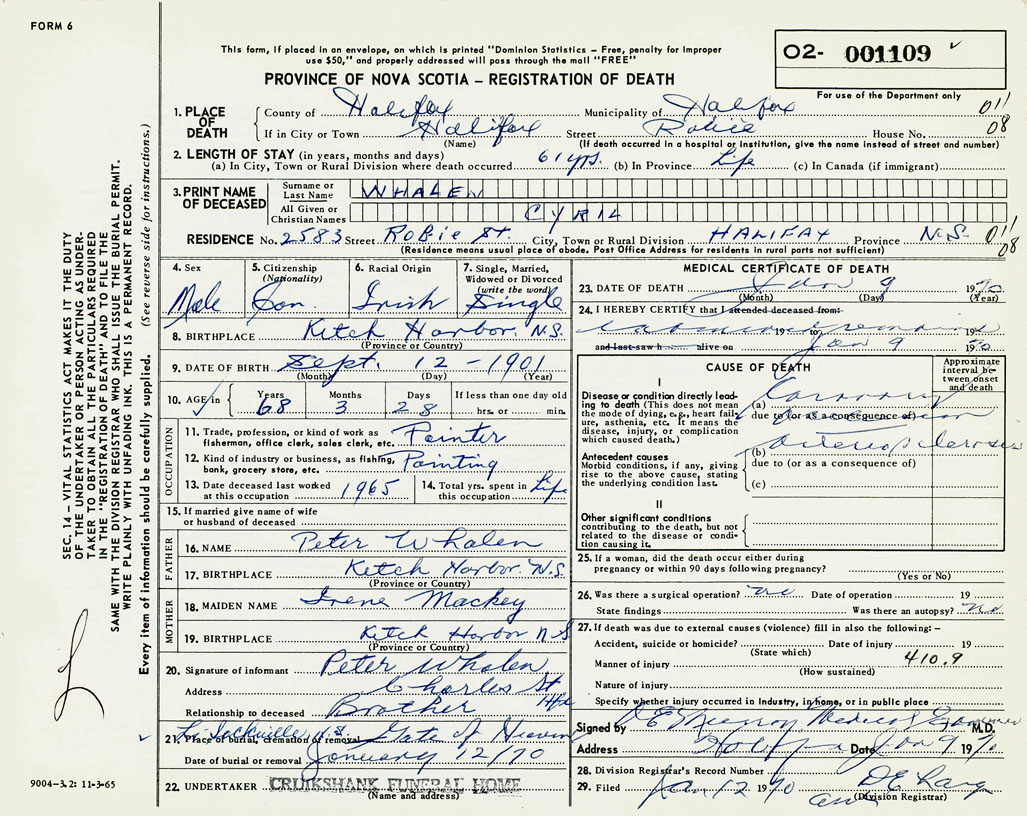 FORM 6
This form, if placed in an envelope, on which is printed "Dominion Statistics – Free, penalty for improper
use $50," and properly addressed will pass through the mail "FREE"
PROVINCE OF NOVA SCOTIA – REGISTRATION OF DEATH
O2- 001109
For use of the Department only
1. PLACE OF DEATH
County of Halifax Municipality of Halifax 011
If in City or Town Halifax Street Robie House No. 08
(Name) (If death occurred in a hospital or institution, give the name instead of street and number)
2. LENGTH OF STAY (in years, months and days)
(a) In City, Town or Rural Division where death occurred 61 yrs. (b) In Province Life (c) In Canada (if immigrant)
3. PRINT NAME OF DECEASED
Surname or Last Name WHALEN
All Given or Christian Names CYRIL
RESIDENCE No. 2583 Street Robie St. City, Town or Rural Division HALIFAX Province N.S. 011
(Residence means usual place of abode. Post Office Address for residents in rural parts not sufficient) 08
4. Sex Male
5. Citizenship (Nationality) Can.
6. Racial Origin Irish
7. Single, Married, Widowed or Divorced (write the word) Single
8. BIRTHPLACE Ketch Harbor. N.S.
(Province or Country)
9. DATE OF BIRTH Sept. 12 - 1901
(Month) (Day) (Year)
10. AGE in Years 68 Months 3 Days 28 If less than one day old hrs. or min.
OCCUPATION
11. Trade, profession or kind of work as fisherman, office clerk, sales clerk, etc. Painter
12. Kind of industry or business, as fishing, bank, grocery store, etc. Painting
13. Date deceased last worked at this occupation 1965
14. Total yrs. spent in this occupation Life
15. If married give name of wife or husband of deceased
FATHER
16. NAME Peter Whalen
17. BIRTHPLACE Ketch Harbor. N.S.
(Province or Country)
MOTHER
18. MAIDEN NAME Irene Mackey
19. BIRTHPLACE Ketch Harbor N S
(Province or Country)
20. Signature of informant Peter Whalen
Address Charles St Hfx
Relationship to deceased Brother
21. Place of burial, cremation or removal Lr Sackville N.S. Gate of Heaven
Date of burial or removal January 12/70
22. UNDERTAKER CRUIKSHANK FUNERAL HOME
(Name and address)
MEDICAL CERTIFICATE OF DEATH
23. DATE OF DEATH Jan 9 1970
(Month) (Day) (Year)
24. I HEREBY CERTIFY that I attended deceased from:
examined remains 19 to 19
and last saw h alive on Jan 9 1970
CAUSE OF DEATH
Approximate interval between onset and death
I
Disease or condition directly leading to death (This does not mean the mode of dying, e.g., heart failure, asthenia, etc. It means the disease, injury, or complication which caused death.)
(a) Coronary
due to (or as a consequence of) occlusion
Antecedent causes
Morbid conditions, if any, giving rise to the above cause, stating the underlying condition last.
(b) arteriosclerosis
due to (or as a consequence of)
(c)
II
Other significant conditions contributing to the death, but not related to the disease or condition causing it.
25. If a woman, did the death occur either during pregnancy or within 90 days following pregnancy?
(Yes or No)
26. Was there a surgical operation? no Date of operation 19
State findings Was there an autopsy? no
27. If death was due to external causes (violence) fill in also the following: –
Accident, suicide or homicide? Date of injury 19
(State which)
Manner of injury 410.9
(How sustained)
Nature of injury
Specify whether injury occurred in industry, in home, or in public place
Signed by Medical Examiner M.D.
Address Halifax Date Jan 9 1970
28. Division Registrar's Record Number
29. Filed Jan 12 1970
(Division Registrar)
SEC. 14 – VITAL STATISTICS ACT MAKES IT THE DUTY
OF THE UNDERTAKER OR PERSON ACTING AS UNDER-
TAKER TO OBTAIN ALL THE PARTICULARS REQUIRED
IN THE "REGISTRATION OF DEATH" AND TO FILE THE
SAME WITH THE DIVISION REGISTRAR WHO SHALL ISSUE THE BURIAL PERMIT.
WRITE PLAINLY WITH UNFADING INK. THIS IS A PERMANENT RECORD.
Every item of information should be carefully supplied. (See reverse side for instructions.)
9004–3.2: 11-3-65